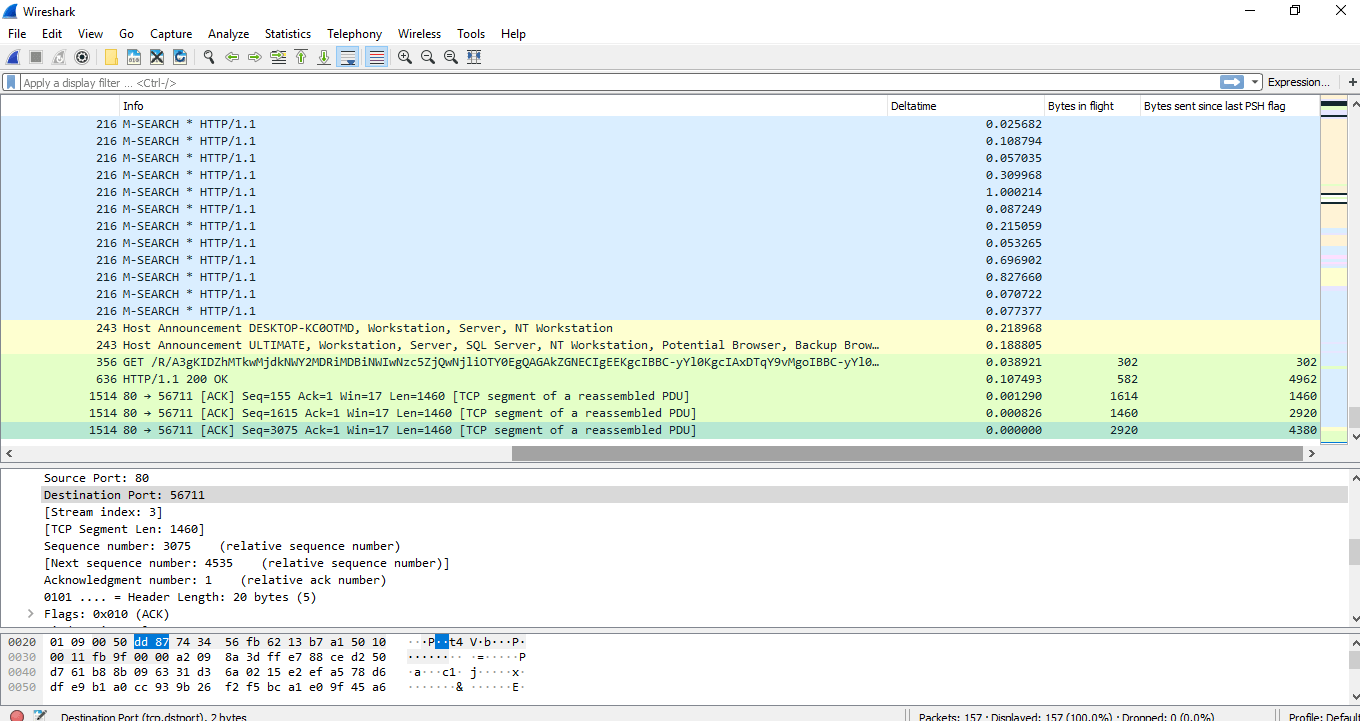 Wireshark
File Edit View Go Capture Analyze Statistics Telephony Wireless Tools Help
Apply a display filter ... <Ctrl-/> Expression... +
Info Deltatime Bytes in flight Bytes sent since last PSH flag
216 M-SEARCH * HTTP/1.1 0.025682
216 M-SEARCH * HTTP/1.1 0.108794
216 M-SEARCH * HTTP/1.1 0.057035
216 M-SEARCH * HTTP/1.1 0.309968
216 M-SEARCH * HTTP/1.1 1.000214
216 M-SEARCH * HTTP/1.1 0.087249
216 M-SEARCH * HTTP/1.1 0.215059
216 M-SEARCH * HTTP/1.1 0.053265
216 M-SEARCH * HTTP/1.1 0.696902
216 M-SEARCH * HTTP/1.1 0.827660
216 M-SEARCH * HTTP/1.1 0.070722
216 M-SEARCH * HTTP/1.1 0.077377
243 Host Announcement DESKTOP-KC0OTMD, Workstation, Server, NT Workstation 0.218968
243 Host Announcement ULTIMATE, Workstation, Server, SQL Server, NT Workstation, Potential Browser, Backup Brow… 0.188805
356 GET /R/A3gKIDZhMTkwMjdkNWY2MDRiMDBiNWIwNzc5ZjQwNjliOTY0EgQAGAkZGNECIgEEKgcIBBC-yYl0KgcIAxDTqY9vMgoIBBC-yYl0… 0.038921 302 302
636 HTTP/1.1 200 OK 0.107493 582 4962
1514 80 → 56711 [ACK] Seq=155 Ack=1 Win=17 Len=1460 [TCP segment of a reassembled PDU] 0.001290 1614 1460
1514 80 → 56711 [ACK] Seq=1615 Ack=1 Win=17 Len=1460 [TCP segment of a reassembled PDU] 0.000826 1460 2920
1514 80 → 56711 [ACK] Seq=3075 Ack=1 Win=17 Len=1460 [TCP segment of a reassembled PDU] 0.000000 2920 4380
Source Port: 80
Destination Port: 56711
[Stream index: 3]
[TCP Segment Len: 1460]
Sequence number: 3075 (relative sequence number)
[Next sequence number: 4535 (relative sequence number)]
Acknowledgment number: 1 (relative ack number)
0101 .... = Header Length: 20 bytes (5)
Flags: 0x010 (ACK)
0020 01 09 00 50 dd 87 74 34 56 fb 62 13 b7 a1 50 10 ···P··t4 V·b···P·
0030 00 11 fb 9f 00 00 a2 09 8a 3d ff e7 88 ce d2 50 ········ ·=·····P
0040 d7 61 b8 8b 09 63 31 d3 6a 02 15 e2 ef a5 78 d6 ·a···c1· j·····x·
0050 df e9 b1 a0 cc 93 9b 26 f2 f5 bc a1 e0 9f 45 a6 ·······& ······E·
Destination Port (tcp.dstport), 2 bytes Packets: 157 · Displayed: 157 (100.0%) · Dropped: 0 (0.0%) Profile: Default